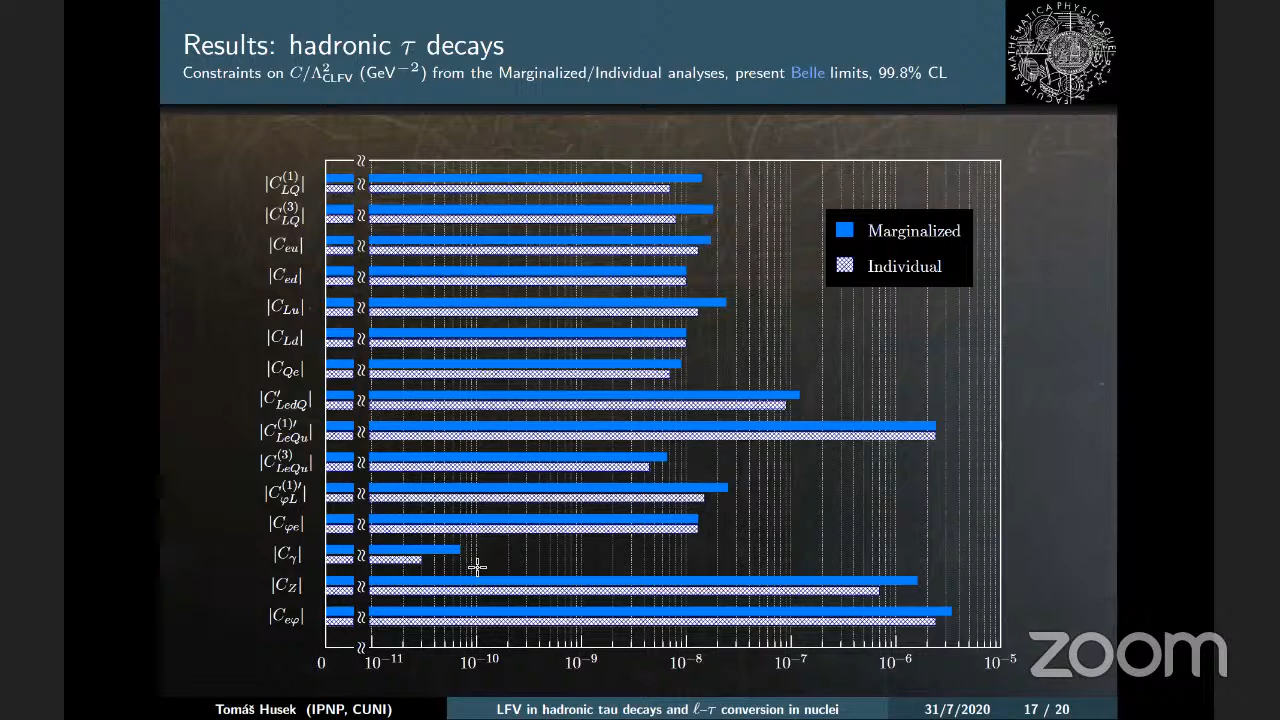 Results: hadronic τ decays
Constraints on C/Λ²_CLFV (GeV⁻²) from the Marginalized/Individual analyses, present Belle limits, 99.8% CL
|C_LQ^(1)|
|C_LQ^(3)|
|C_eu|
|C_ed|
|C_Lu|
|C_Ld|
|C_Qe|
|C'_LedQ|
|C_LeQu^(1)′|
|C_LeQu^(3)|
|C_φL^(1)′|
|C_φe|
|C_γ|
|C_Z|
|C_eφ|
Marginalized
Individual
0 10⁻¹¹ 10⁻¹⁰ 10⁻⁹ 10⁻⁸ 10⁻⁷ 10⁻⁶ 10⁻⁵
zoom
Tomáš Husek (IPNP, CUNI) LFV in hadronic tau decays and ℓ–τ conversion in nuclei 31/7/2020 17 / 20